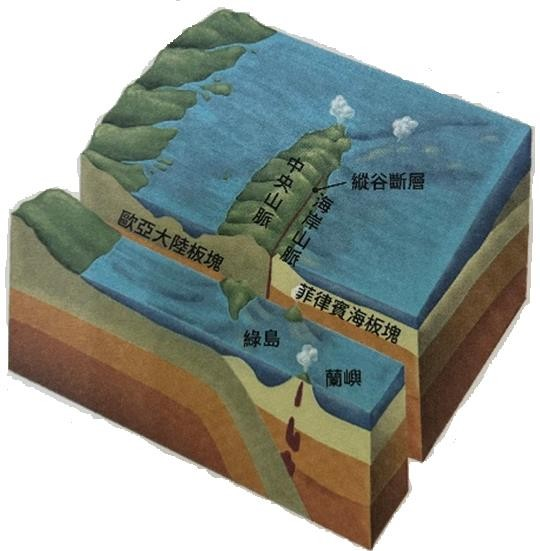 中央山脈
縱谷斷層
海岸山脈
歐亞大陸板塊
菲律賓海板塊
綠島
蘭嶼